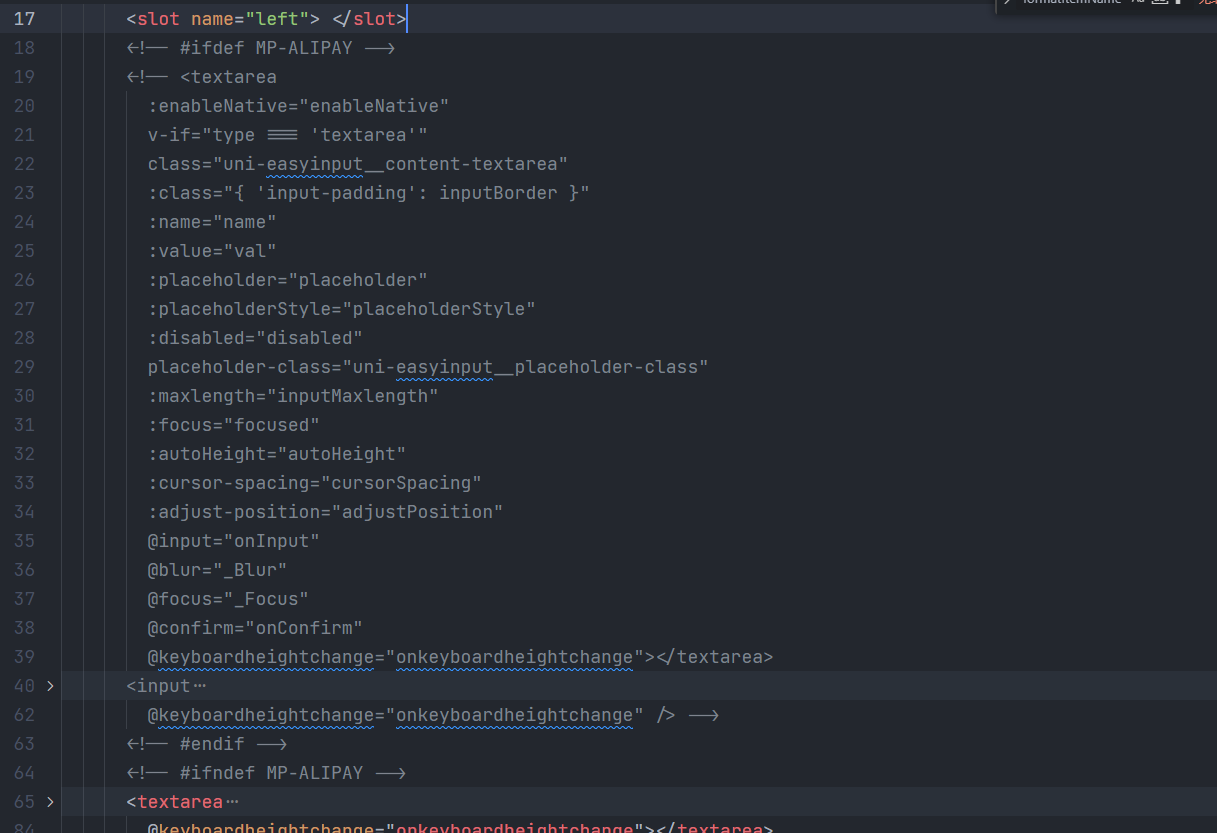 formatItemName Aa
17 <slot name="left"> </slot>
18 <!-- #ifdef MP-ALIPAY -->
19 <!-- <textarea
20 :enableNative="enableNative"
21 v-if="type === 'textarea'"
22 class="uni-easyinput__content-textarea"
23 :class="{ 'input-padding': inputBorder }"
24 :name="name"
25 :value="val"
26 :placeholder="placeholder"
27 :placeholderStyle="placeholderStyle"
28 :disabled="disabled"
29 placeholder-class="uni-easyinput__placeholder-class"
30 :maxlength="inputMaxlength"
31 :focus="focused"
32 :autoHeight="autoHeight"
33 :cursor-spacing="cursorSpacing"
34 :adjust-position="adjustPosition"
35 @input="onInput"
36 @blur="_Blur"
37 @focus="_Focus"
38 @confirm="onConfirm"
39 @keyboardheightchange="onkeyboardheightchange"></textarea>
40 <input…
62 @keyboardheightchange="onkeyboardheightchange" /> -->
63 <!-- #endif -->
64 <!-- #ifndef MP-ALIPAY -->
65 <textarea…
84 @keyboardheightchange="onkeyboardheightchange"></textarea>